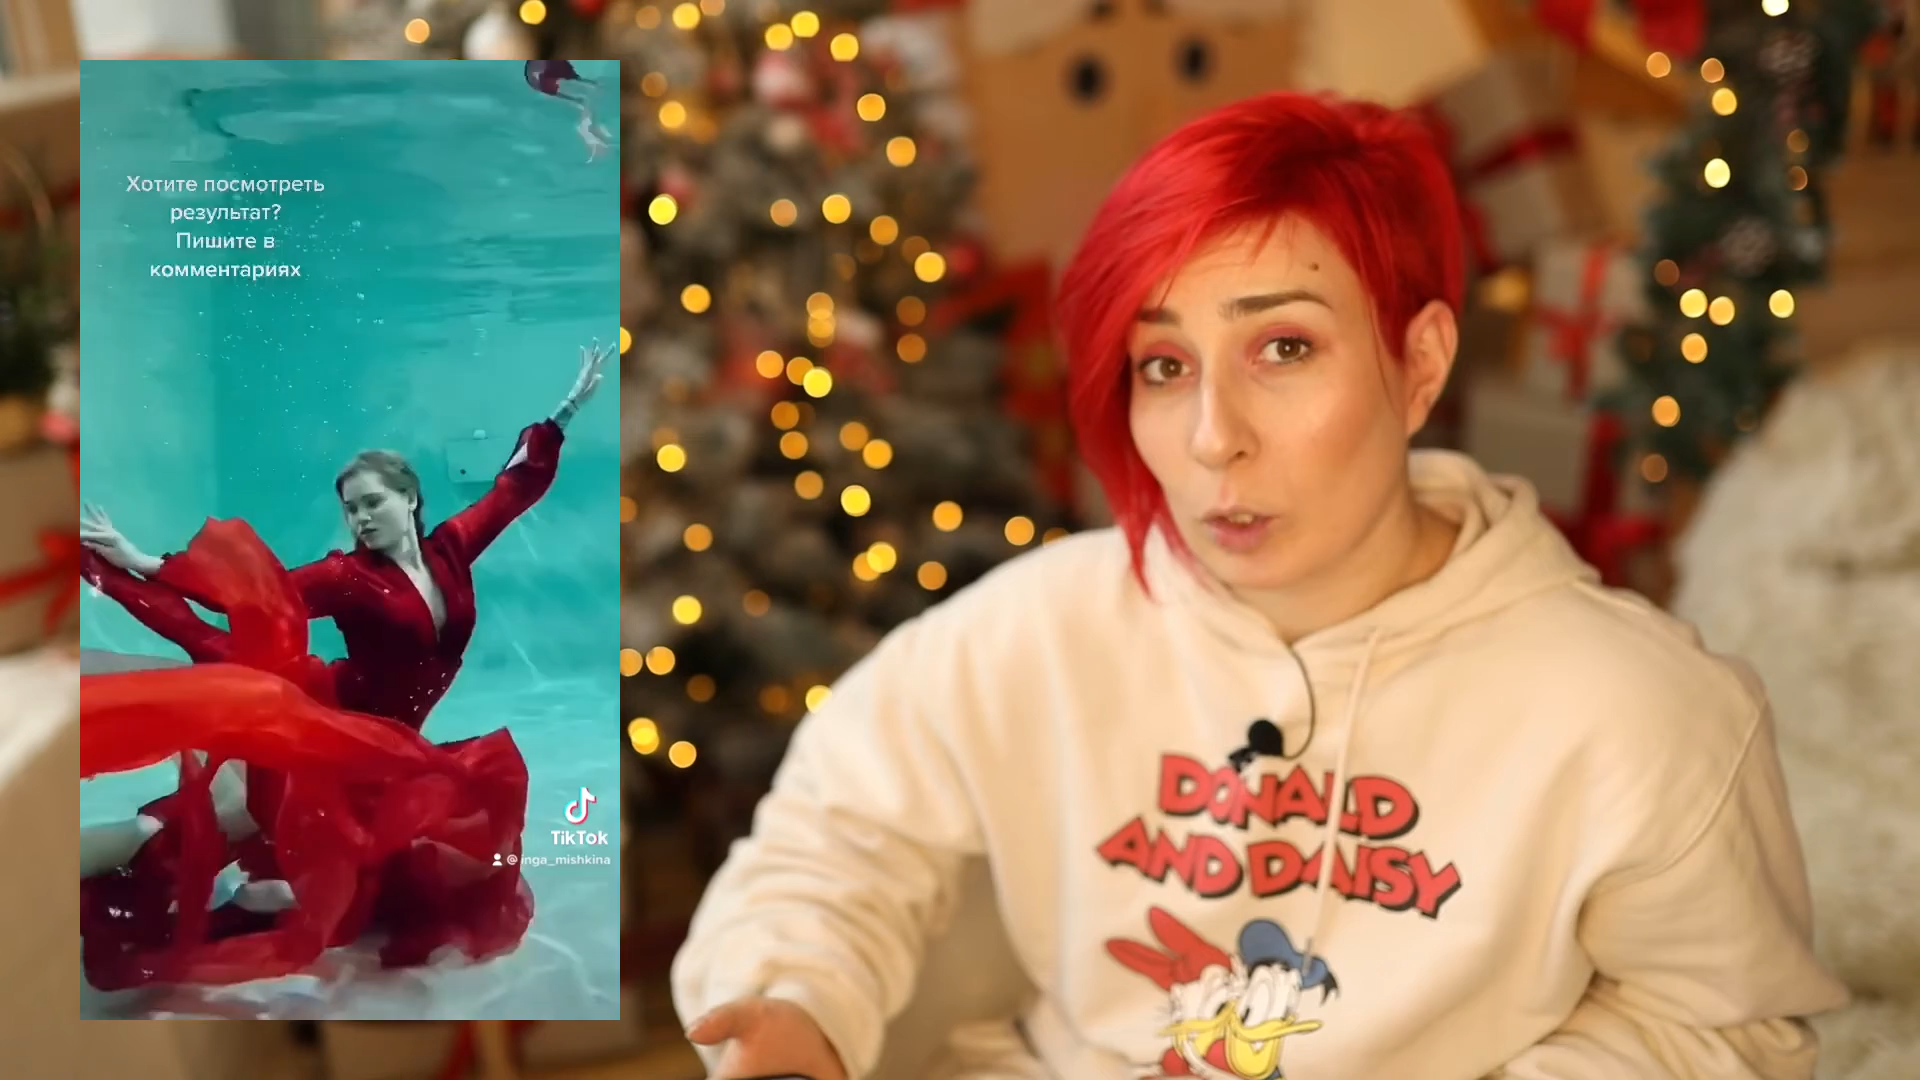 Хотите посмотреть
результат?
Пишите в
комментариях
TikTok
@inga_mishkina
DONALD
AND DAISY